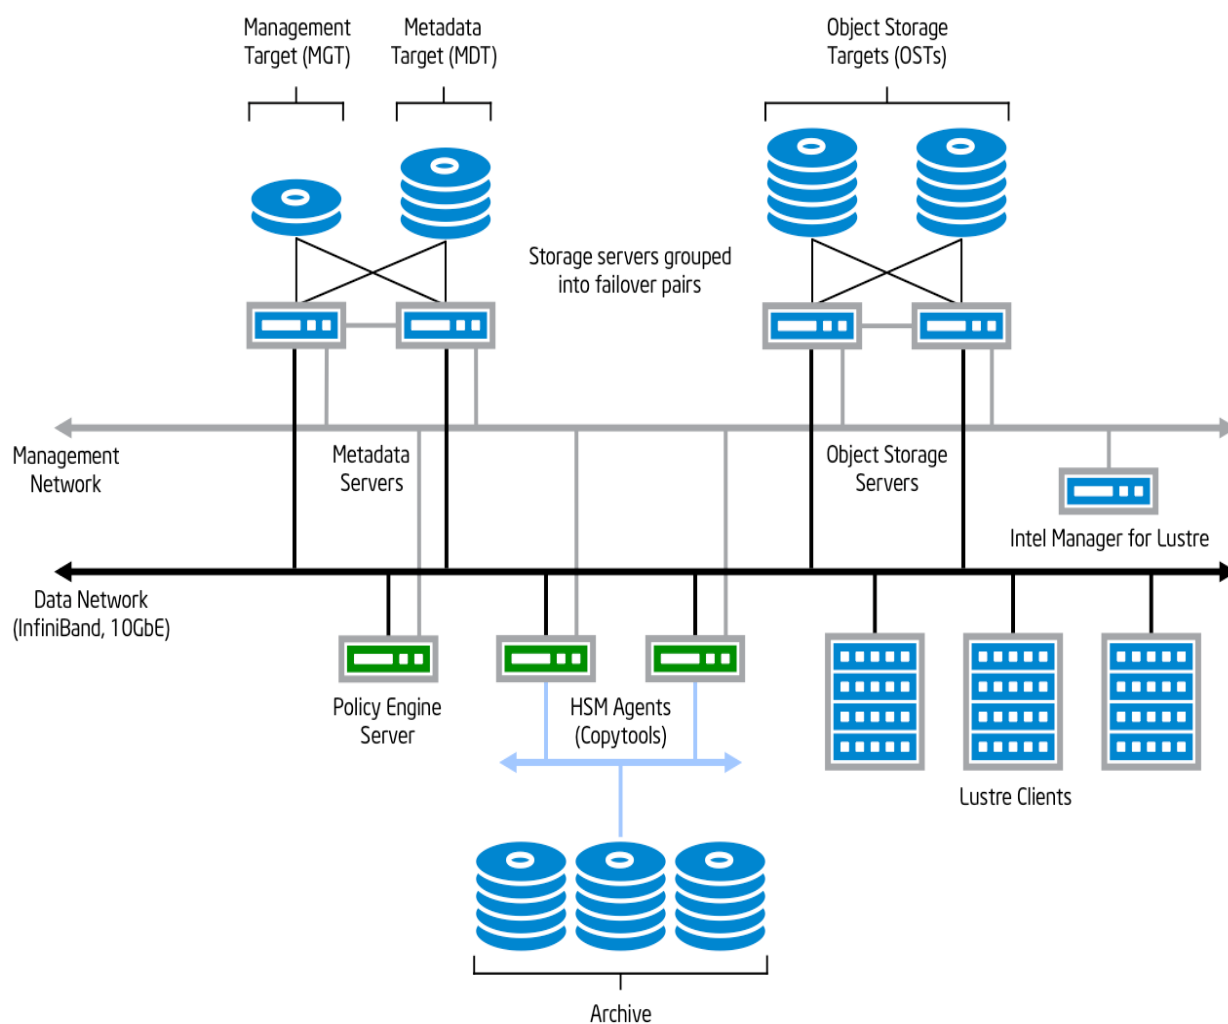 Management
Target (MGT)
Metadata
Target (MDT)
Object Storage
Targets (OSTs)
Storage servers grouped
into failover pairs
Management
Network
Metadata
Servers
Object Storage
Servers
Intel Manager for Lustre
Data Network
(InfiniBand, 10GbE)
Policy Engine
Server
HSM Agents
(Copytools)
Lustre Clients
Archive